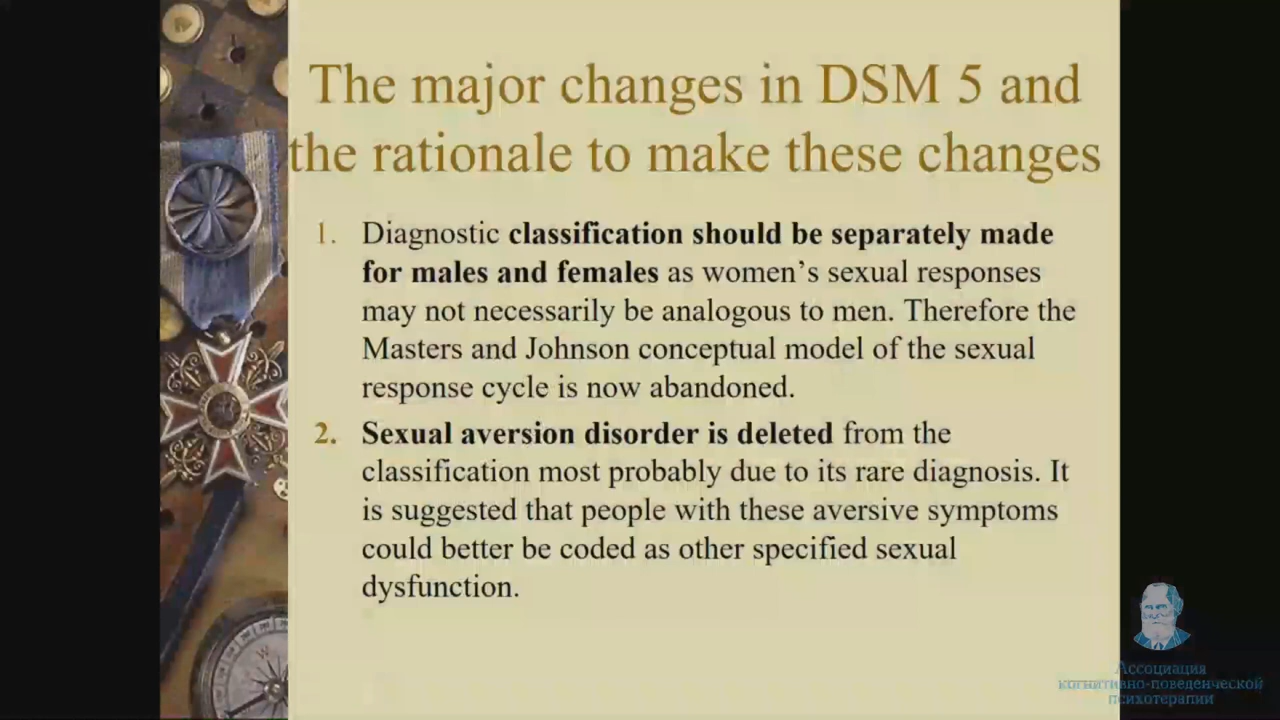 The major changes in DSM 5 and
the rationale to make these changes
1. Diagnostic classification should be separately made
for males and females as women’s sexual responses
may not necessarily be analogous to men. Therefore the
Masters and Johnson conceptual model of the sexual
response cycle is now abandoned.
2. Sexual aversion disorder is deleted from the
classification most probably due to its rare diagnosis. It
is suggested that people with these aversive symptoms
could better be coded as other specified sexual
dysfunction.
Ассоциация
когнитивно-поведенческой
психотерапии